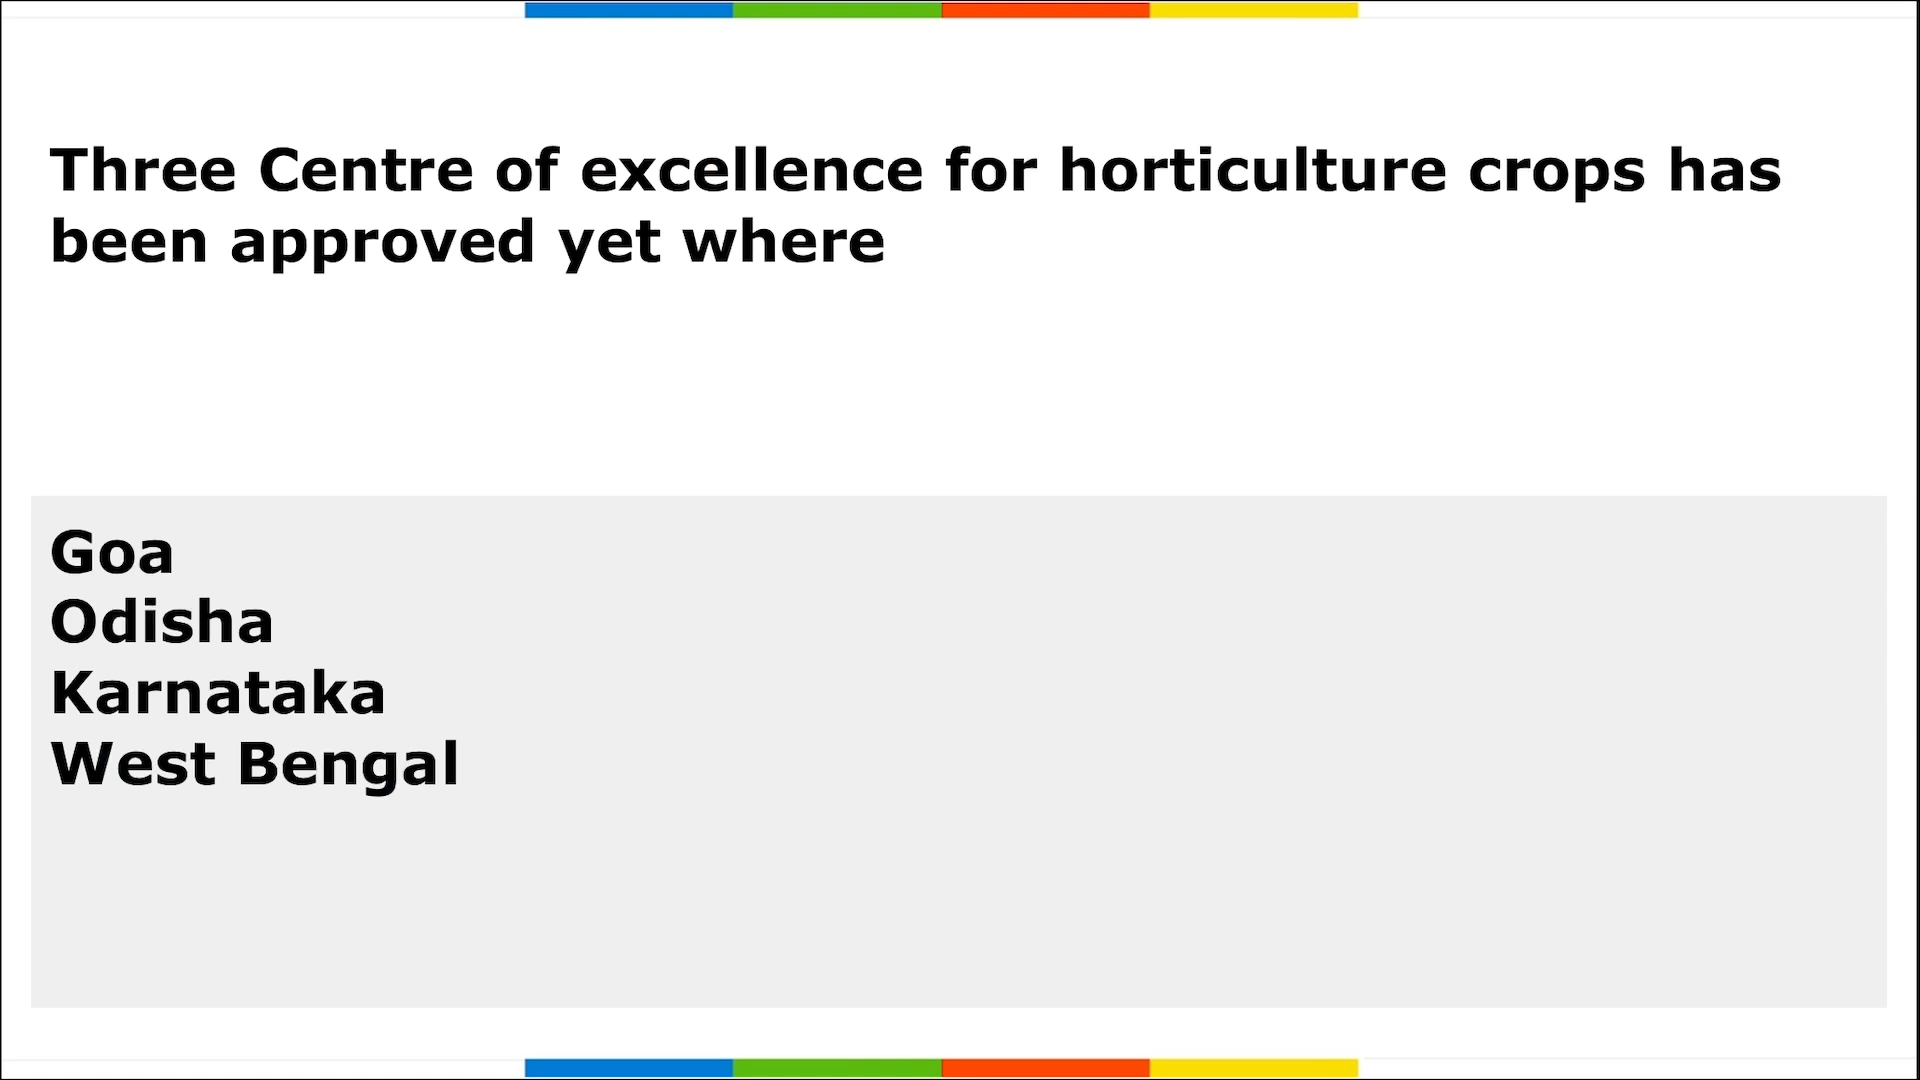 Three Centre of excellence for horticulture crops has
been approved yet where
Goa
Odisha
Karnataka
West Bengal